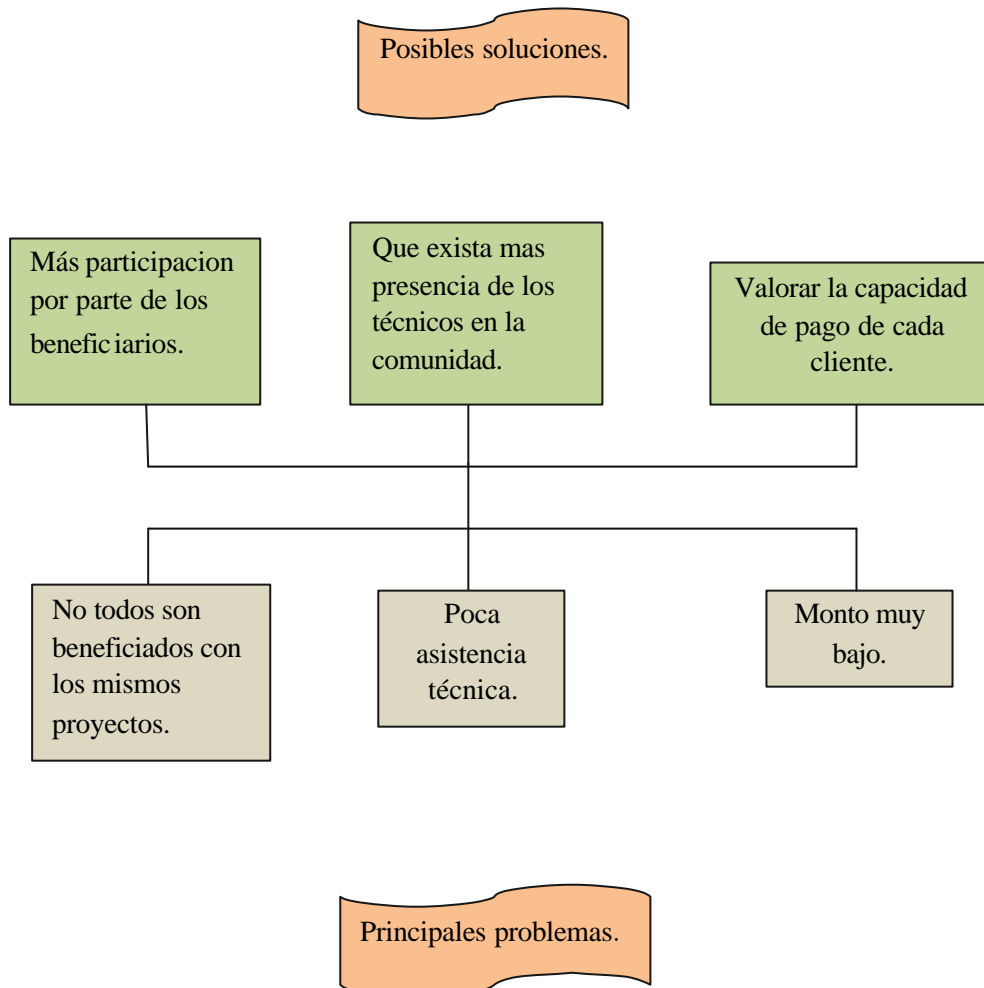 Posibles soluciones.
Más participacion
por parte de los
beneficiarios.
Que exista mas
presencia de los
técnicos en la
comunidad.
Valorar la capacidad
de pago de cada
cliente.
No todos son
beneficiados con
los mismos
proyectos.
Poca
asistencia
técnica.
Monto muy
bajo.
Principales problemas.